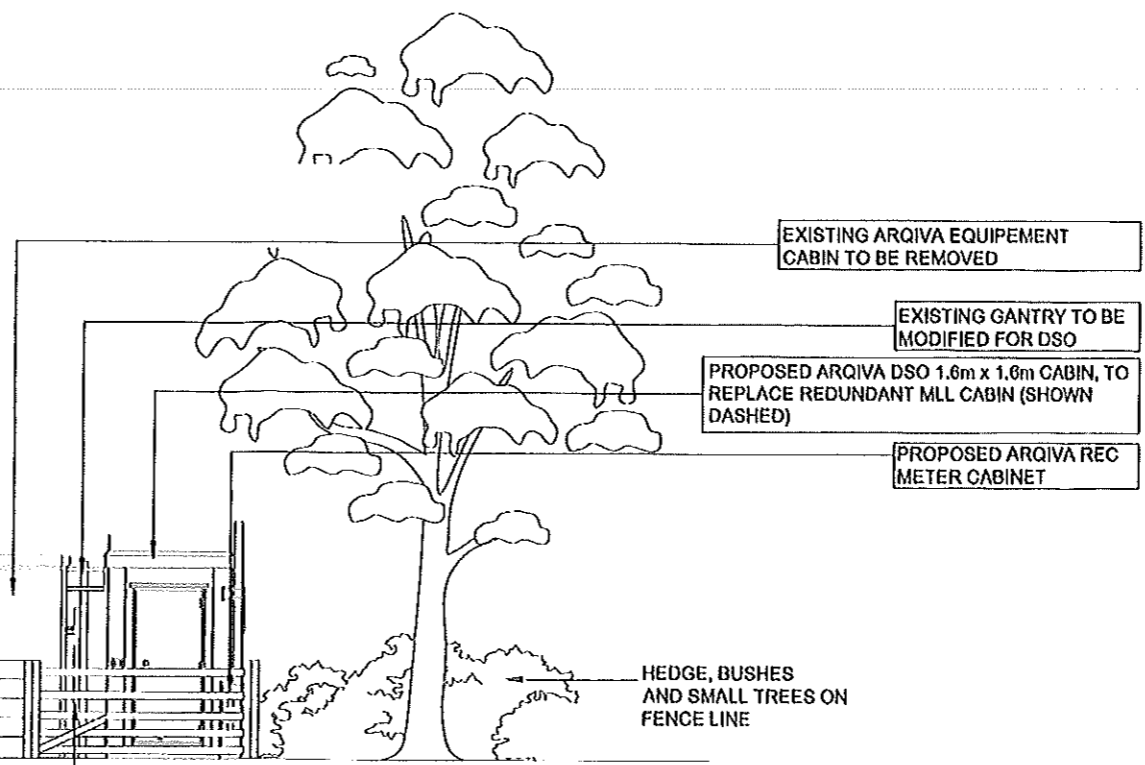 EXISTING ARQIVA EQUIPEMENT
CABIN TO BE REMOVED
EXISTING GANTRY TO BE
MODIFIED FOR DSO
PROPOSED ARQIVA DSO 1.6m x 1.6m CABIN, TO
REPLACE REDUNDANT MLL CABIN (SHOWN
DASHED)
PROPOSED ARQIVA REC
METER CABINET
HEDGE, BUSHES
AND SMALL TREES ON
FENCE LINE